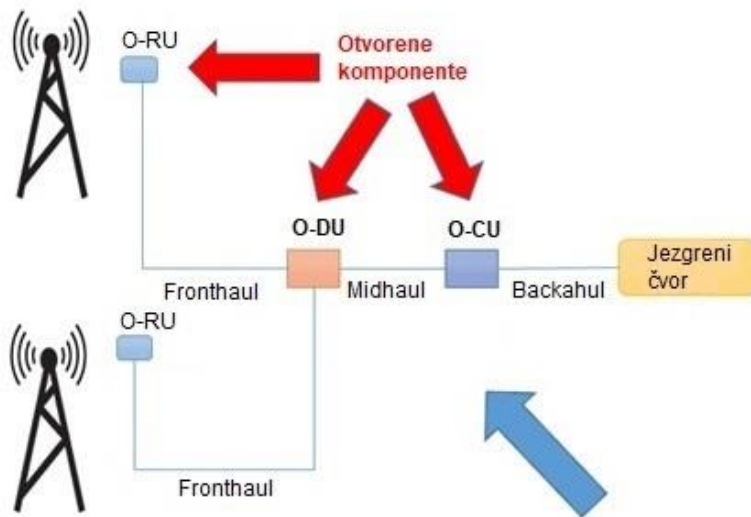 O-RU
Otvorene
komponente
O-DU
O-CU
Jezgreni
čvor
Fronthaul
Midhaul
Backahul
O-RU
Fronthaul